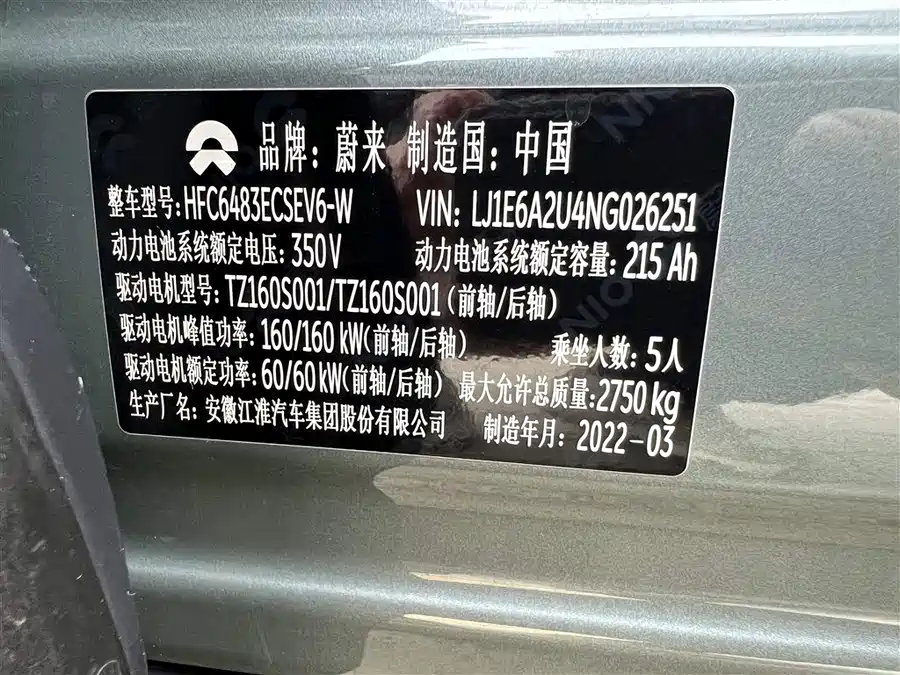 品牌：蔚来 制造国：中国
整车型号:HFC6483ECSEV6-W VIN：LJ1E6A2U4NG026251
动力电池系统额定电压：350V 动力电池系统额定容量：215 Ah
驱动电机型号：TZ160S001/TZ160S001（前轴/后轴）
驱动电机峰值功率：160/160 kW(前轴/后轴) 乘坐人数：5人
驱动电机额定功率：60/60 kW(前轴/后轴) 最大允许总质量:2750 kg
生产厂名：安徽江淮汽车集团股份有限公司 制造年月：2022-03
NIO
NIO